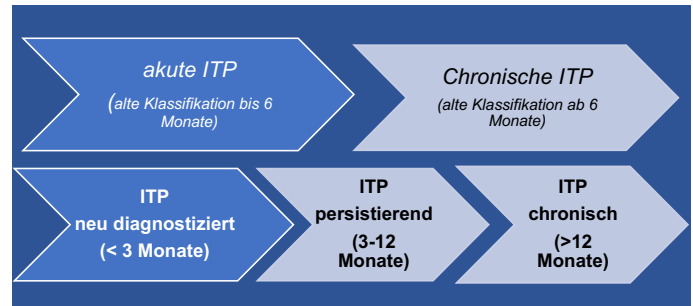 akute ITP
(alte Klassifikation bis 6
Monate)
Chronische ITP
(alte Klassifikation ab 6
Monate)
ITP
neu diagnostiziert
(< 3 Monate)
ITP
persistierend
(3-12
Monate)
ITP
chronisch
(>12
Monate)